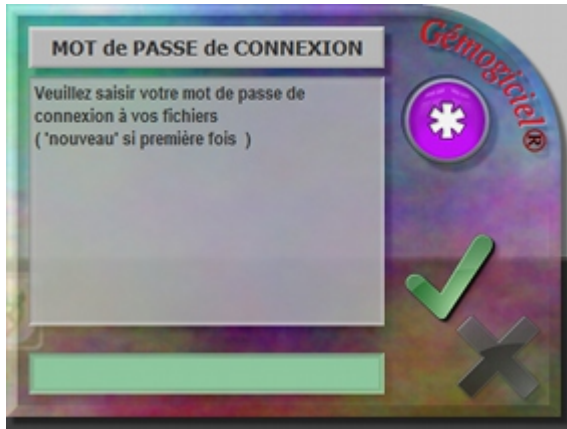 MOT de PASSE de CONNEXION
Gémogiciel®
Veuillez saisir votre mot de passe de
connexion à vos fichiers
( "nouveau" si première fois )